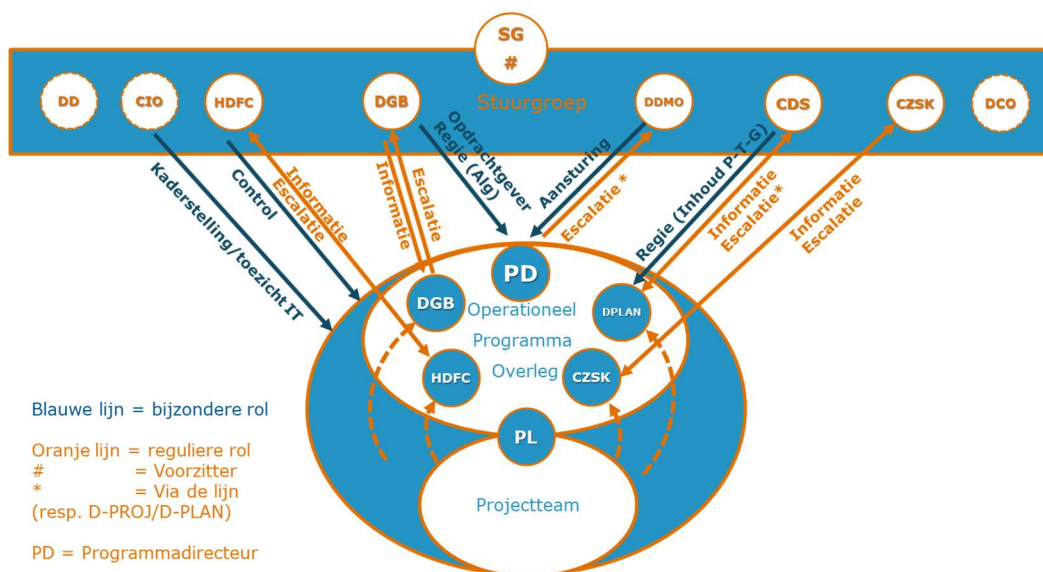 SG
#
DD
CIO
HDFC
DGB
Stuurgroep
DDMO
CDS
CZSK
DCO
Kaderstelling/toezicht IT
Control
Informatie
Escalatie
Informatie
Escalatie
Opdrachtgever
Regie (Alg)
Aansturing
Escalatie *
Regie (Inhoud P-T-G)
Informatie
Escalatie*
Informatie
Escalatie
PD
DGB
Operationeel
DPLAN
Programma
HDFC
Overleg
CZSK
PL
Projectteam
Blauwe lijn = bijzondere rol
Oranje lijn = reguliere rol
# = Voorzitter
* = Via de lijn
(resp. D-PROJ/D-PLAN)
PD = Programmadirecteur